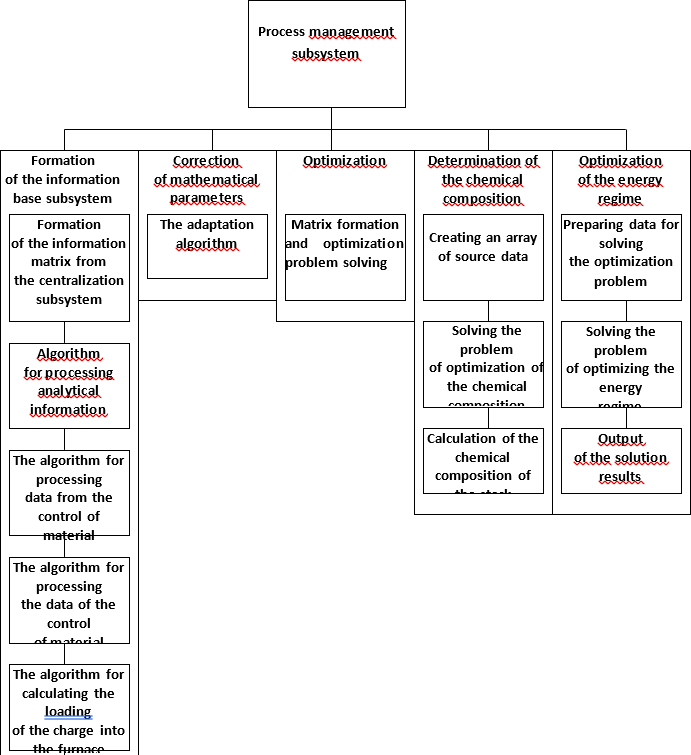 Process management
subsystem
Formation
of the information
base subsystem
Formation
of the information
matrix from
the centralization
subsystem
Algorithm
for processing
analytical
information
The algorithm for
processing
data from the
control of
material
The algorithm for
processing
the data of the
control
of material
The algorithm for
calculating the
loading
of the charge into
the furnace
Correction
of mathematical
parameters
The adaptation
algorithm
Optimization
Matrix formation
and optimization
problem solving
Determination of
the chemical
composition
Creating an array
of source data
Solving the
problem
of optimization of
the chemical
composition
Calculation of the
chemical
composition of
Optimization
of the energy
regime
Preparing data for
solving
the optimization
problem
Solving the
problem
of optimizing the
energy
regime
Output
of the solution
results